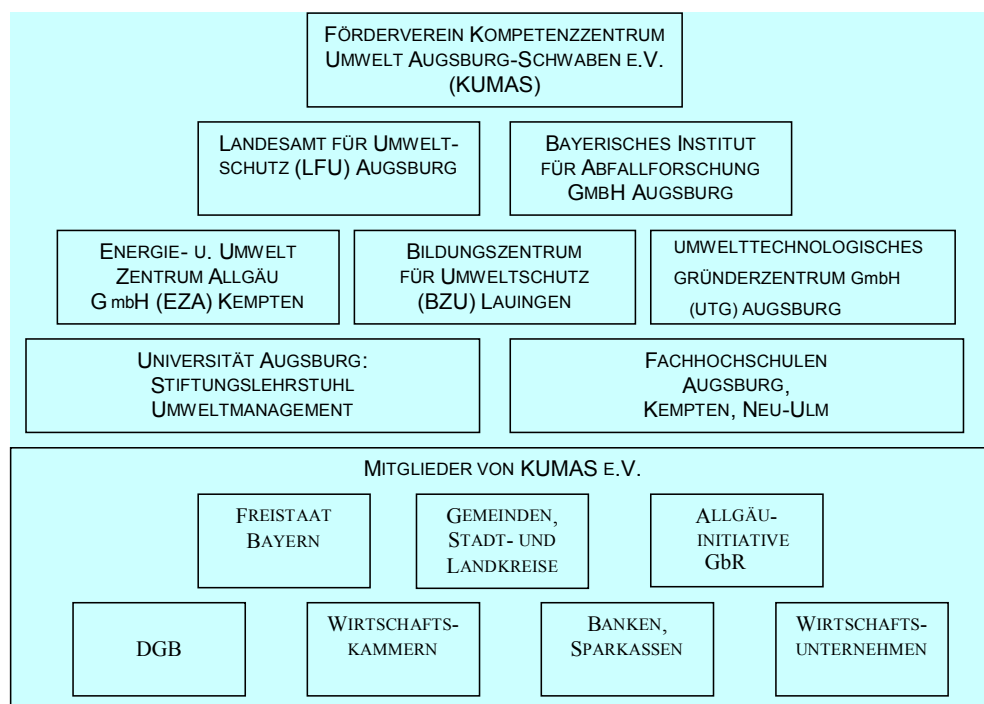 FÖRDERVEREIN KOMPETENZZENTRUM
UMWELT AUGSBURG-SCHWABEN E.V.
(KUMAS)
LANDESAMT FÜR UMWELT-
SCHUTZ (LFU) AUGSBURG
BAYERISCHES INSTITUT
FÜR ABFALLFORSCHUNG
GMBH AUGSBURG
ENERGIE- U. UMWELT
ZENTRUM ALLGÄU
G mbH (EZA) KEMPTEN
BILDUNGSZENTRUM
FÜR UMWELTSCHUTZ
(BZU) LAUINGEN
UMWELTTECHNOLOGISCHES
GRÜNDERZENTRUM GmbH
(UTG) AUGSBURG
UNIVERSITÄT AUGSBURG:
STIFTUNGSLEHRSTUHL
UMWELTMANAGEMENT
FACHHOCHSCHULEN
AUGSBURG,
KEMPTEN, NEU-ULM
MITGLIEDER VON KUMAS E.V.
FREISTAAT
BAYERN
GEMEINDEN,
STADT- UND
LANDKREISE
ALLGÄU-
INITIATIVE
GbR
DGB
WIRTSCHAFTS-
KAMMERN
BANKEN,
SPARKASSEN
WIRTSCHAFTS-
UNTERNEHMEN